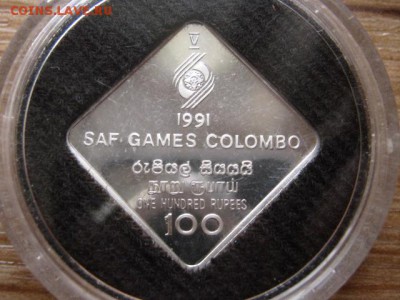 COINS.LAVE.RU
V
1991
SAF GAMES COLOMBO
රුපියල් සියයයි
நூறு ரூபாய்
ONE HUNDRED RUPEES
100